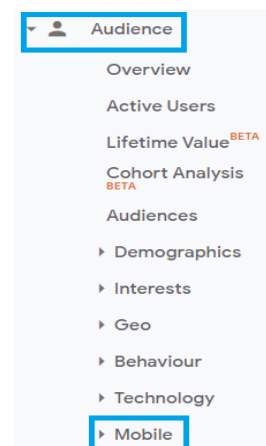 Audience
Overview
Active Users
Lifetime Value BETA
Cohort Analysis
BETA
Audiences
Demographics
Interests
Geo
Behaviour
Technology
Mobile